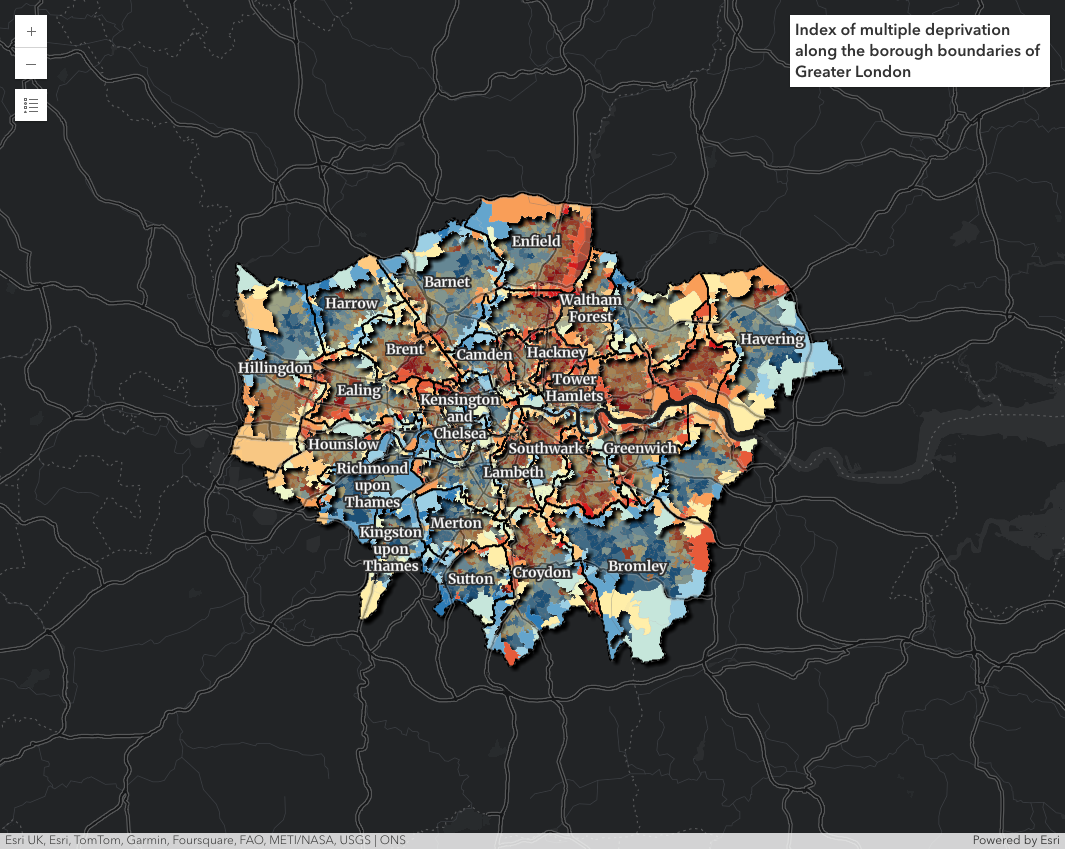 +
Index of multiple deprivation
along the borough boundaries of
Greater London
−
Enfield
Barnet
Waltham
Forest
Harrow
Havering
Brent
Camden
Hackney
Hillingdon
Tower
Hamlets
Ealing
Kensington
and
Chelsea
Hounslow
Southwark
Greenwich
Richmond
upon
Thames
Lambeth
Merton
Kingston
upon
Thames
Bromley
Croydon
Sutton
Esri UK, Esri, TomTom, Garmin, Foursquare, FAO, METI/NASA, USGS | ONS
Powered by Esri